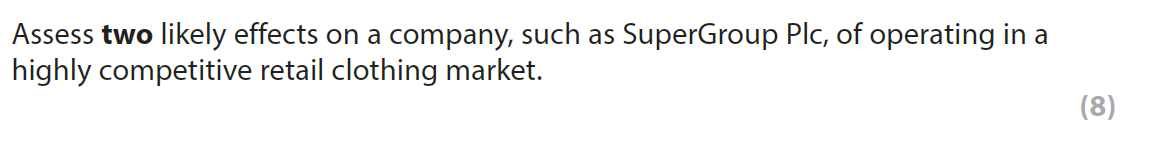 Assess two likely effects on a company, such as SuperGroup Plc, of operating in a
highly competitive retail clothing market.
(8)